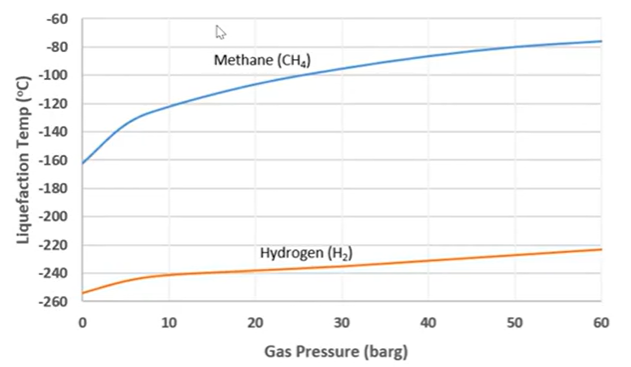 -60
-80
-100
-120
-140
-160
-180
-200
-220
-240
-260
Liquefaction Temp (°C)
Methane (CH₄)
Hydrogen (H₂)
0 10 20 30 40 50 60
Gas Pressure (barg)